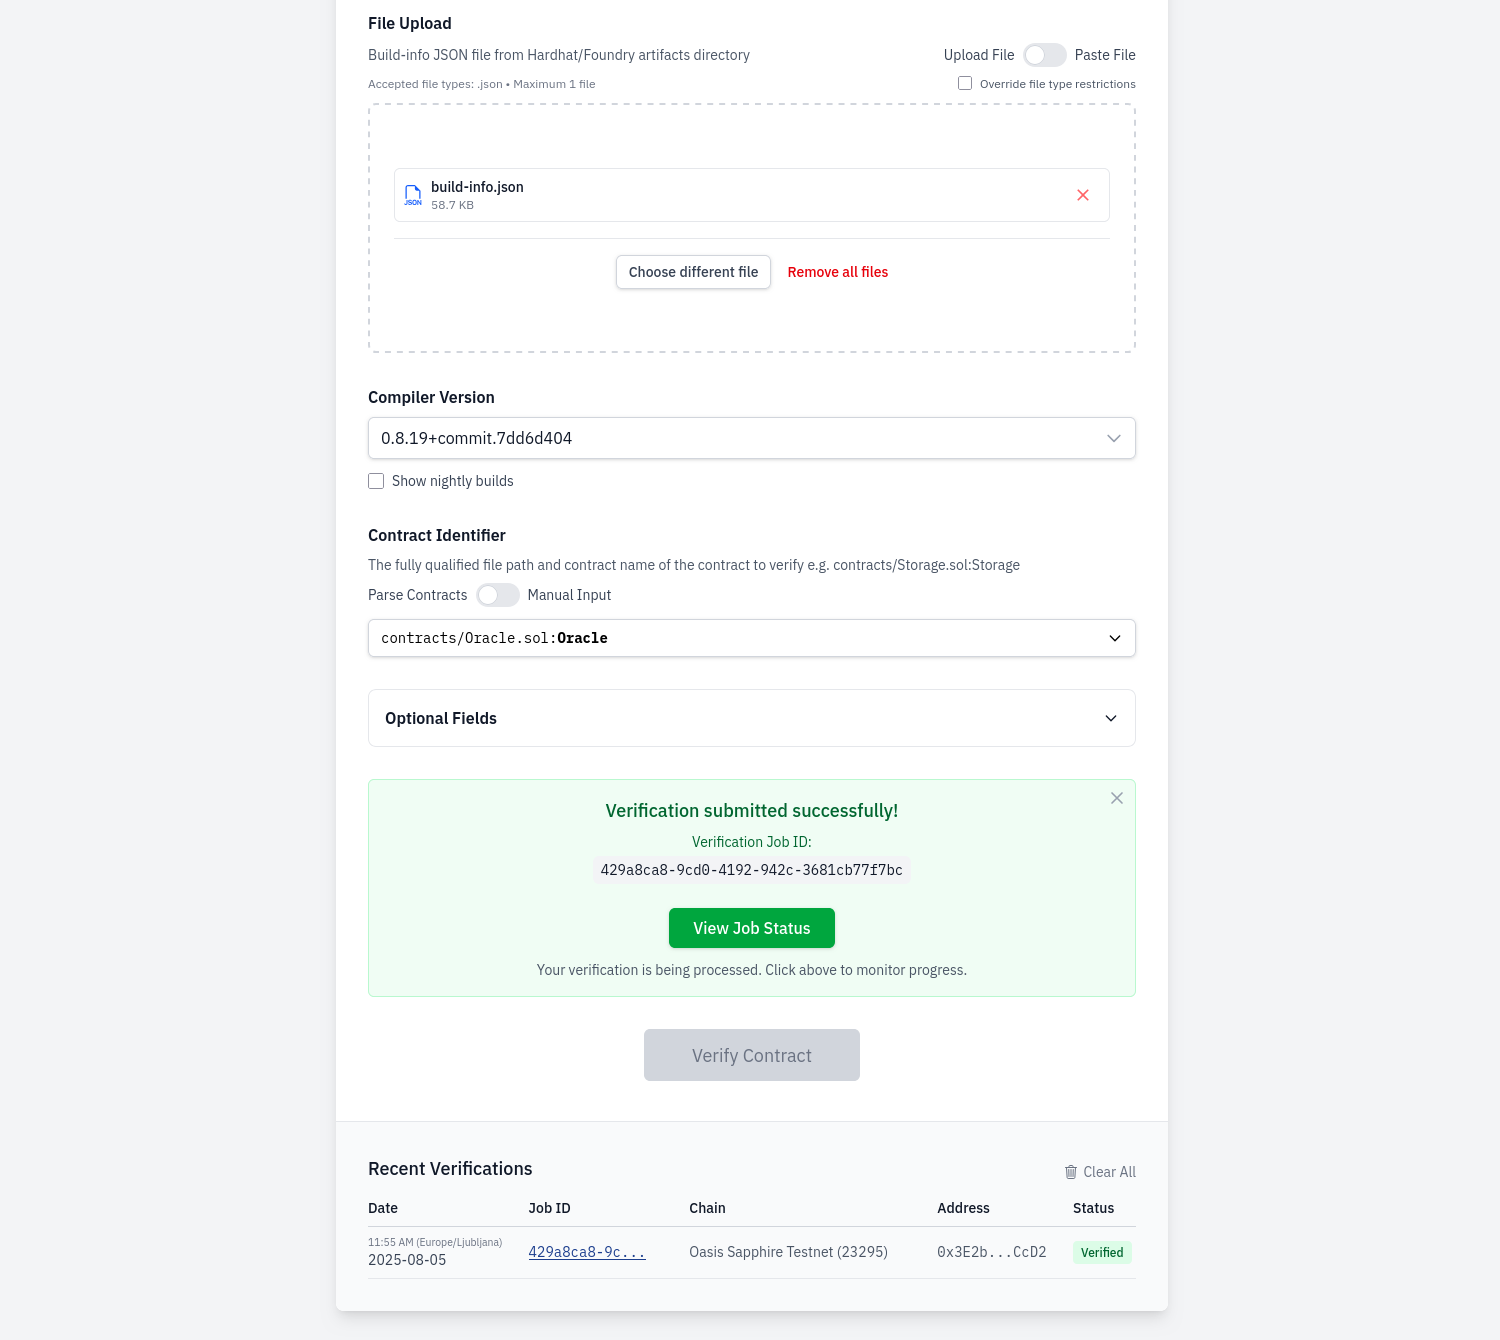 File Upload
Build-info JSON file from Hardhat/Foundry artifacts directory
Upload File Paste File
Accepted file types: .json • Maximum 1 file
Override file type restrictions
JSON
build-info.json
58.7 KB
Choose different file Remove all files
Compiler Version
0.8.19+commit.7dd6d404
Show nightly builds
Contract Identifier
The fully qualified file path and contract name of the contract to verify e.g. contracts/Storage.sol:Storage
Parse Contracts Manual Input
contracts/Oracle.sol:Oracle
Optional Fields
Verification submitted successfully!
Verification Job ID:
429a8ca8-9cd0-4192-942c-3681cb77f7bc
View Job Status
Your verification is being processed. Click above to monitor progress.
Verify Contract
Recent Verifications
Clear All
Date Job ID Chain Address Status
11:55 AM (Europe/Ljubljana)
2025-08-05
429a8ca8-9c... Oasis Sapphire Testnet (23295) 0x3E2b...CcD2 Verified